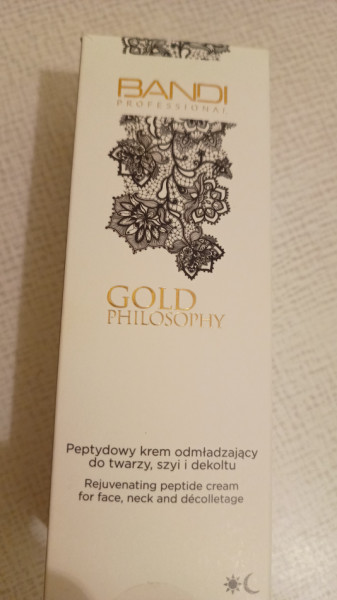 BANDI
PROFESSIONAL
GOLD
PHILOSOPHY
Peptydowy krem odmładzający
do twarzy, szyi i dekoltu
Rejuvenating peptide cream
for face, neck and décolletage